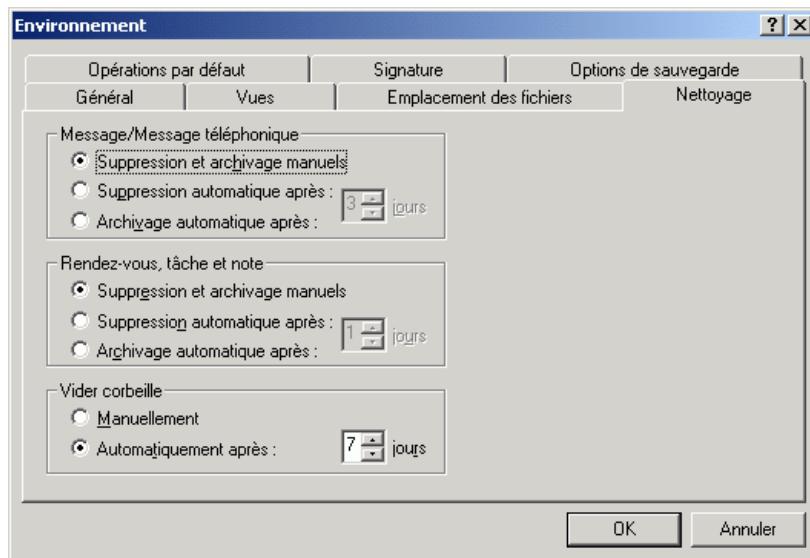 Environnement
Opérations par défaut Signature Options de sauvegarde
Général Vues Emplacement des fichiers Nettoyage
Message/Message téléphonique
Suppression et archivage manuels
Suppression automatique après : 3 jours
Archivage automatique après :
Rendez-vous, tâche et note
Suppression et archivage manuels
Suppression automatique après : 1 jours
Archivage automatique après :
Vider corbeille
Manuellement
Automatiquement après : 7 jours
OK Annuler